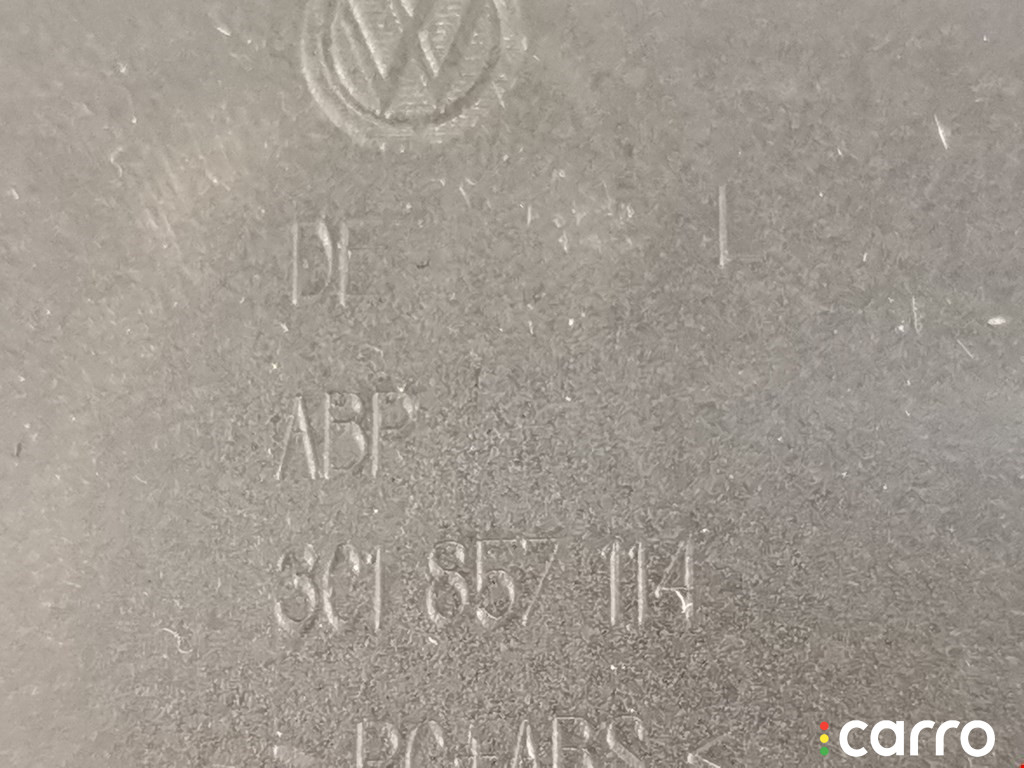 DE L
ABP
3C1 857 114
>PC+ABS<
carro